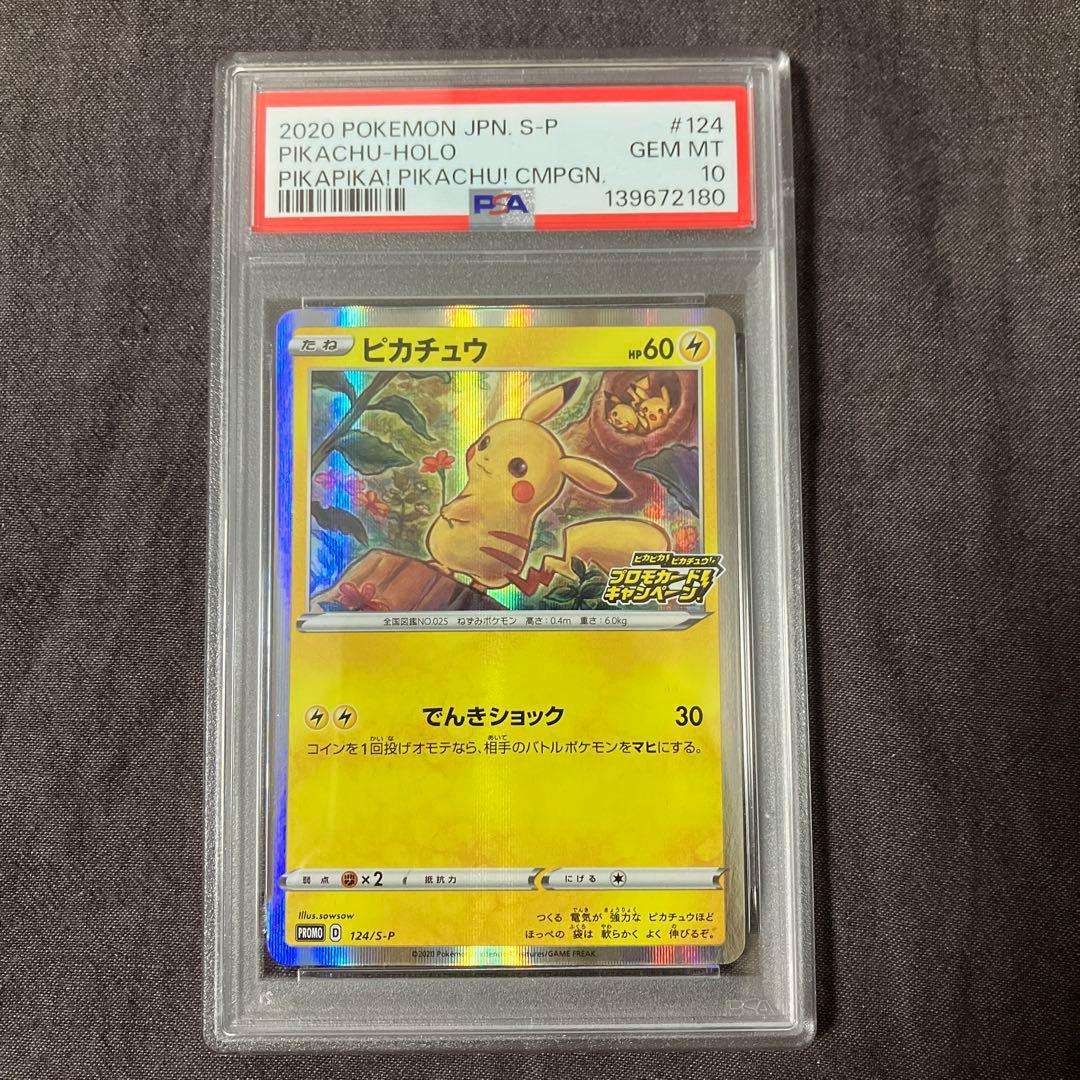 2020 POKEMON JPN. S-P #124
PIKACHU-HOLO GEM MT
PIKAPIKA! PIKACHU! CMPGN. 10
PSA 139672180
たね ピカチュウ HP60
ピカピカ!ピカチュウ!
プロモカード
キャンペーン!
全国図鑑NO.025 ねずみポケモン 高さ:0.4m 重さ:6.0kg
でんきショック 30
コインを1回投げオモテなら、相手のバトルポケモンをマヒにする。
弱点 ×2 抵抗力 にげる
Illus.sowsow
つくる 電気が 強力な ピカチュウほど
PROMO D 124/S-P
ほっぺの 袋は 軟らかく よく 伸びるぞ。
©2020 Pokémon/Nintendo/Creatures/GAME FREAK.
PSA